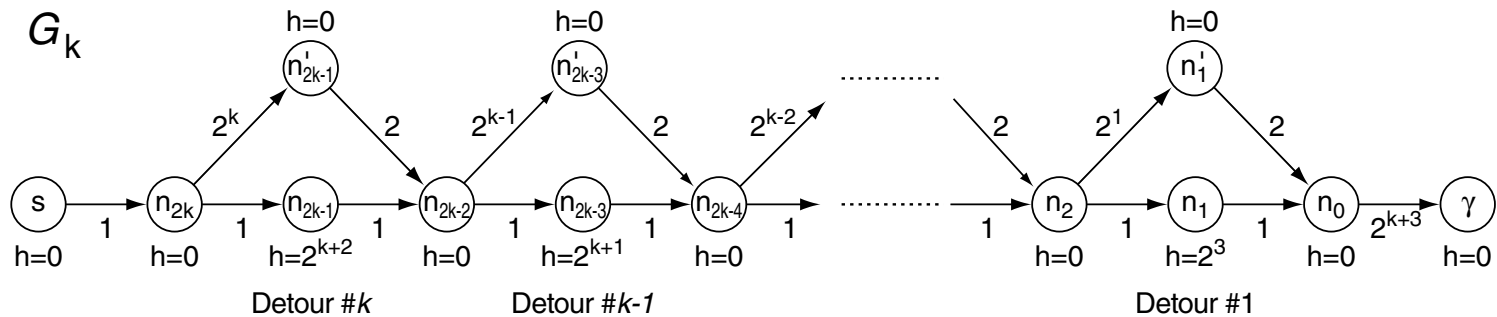 G_k
h=0 h=0 h=0
n'_{2k-1} n'_{2k-3} n'_1
2^k 2 2^{k-1} 2 2^{k-2} 2 2^1 2
s n_{2k} n_{2k-1} n_{2k-2} n_{2k-3} n_{2k-4} n_2 n_1 n_0 γ
1 1 1 1 1 1 1 1 1 2^{k+3}
h=0 h=0 h=2^{k+2} h=0 h=2^{k+1} h=0 h=0 h=2^3 h=0 h=0
Detour #k Detour #k-1 Detour #1